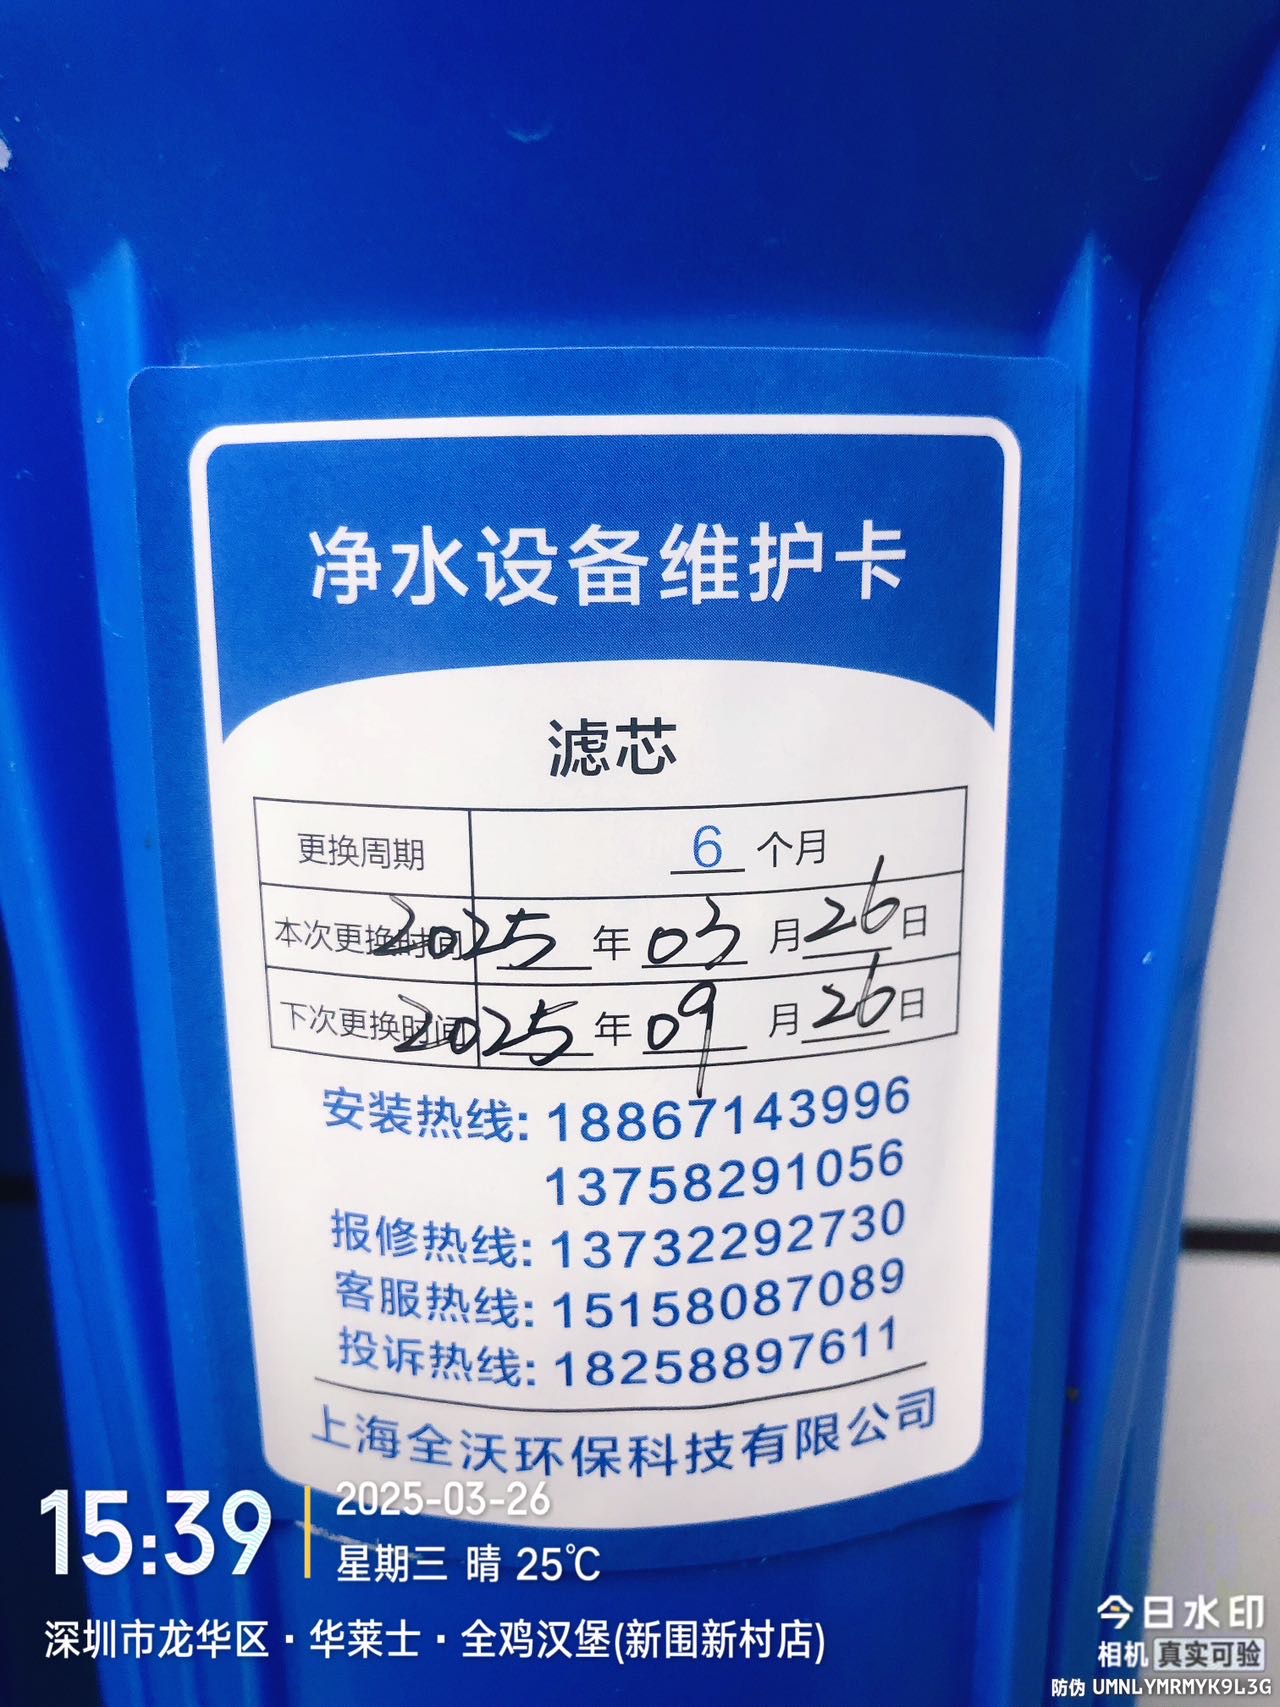 净水设备维护卡
滤芯
更换周期 6 个月
本次更换时间 2025 年 03 月 26 日
下次更换时间 2025 年 09 月 26 日
安装热线: 18867143996
13758291056
报修热线: 13732292730
客服热线: 15158087089
投诉热线: 18258897611
上海全沃环保科技有限公司
15:39
2025-03-26
星期三 晴 25℃
深圳市龙华区·华莱士·全鸡汉堡(新围新村店)
今日水印
相机 真实可验
防伪 UMNLYMRMYK9L3G